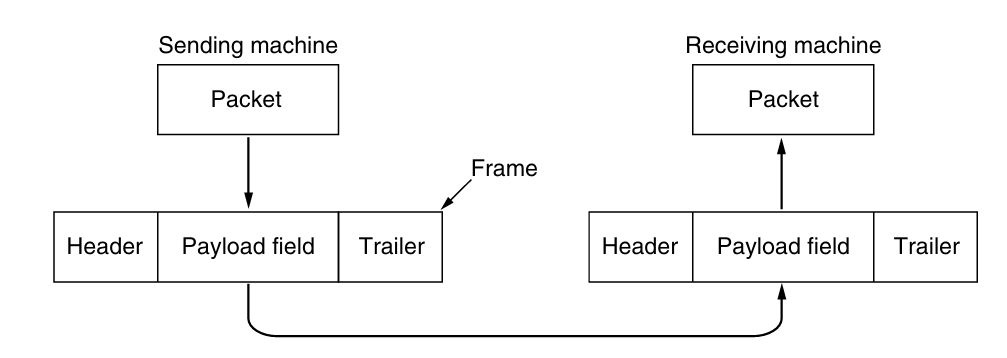 Sending machine
Receiving machine
Packet
Packet
Frame
Header
Payload field
Trailer
Header
Payload field
Trailer